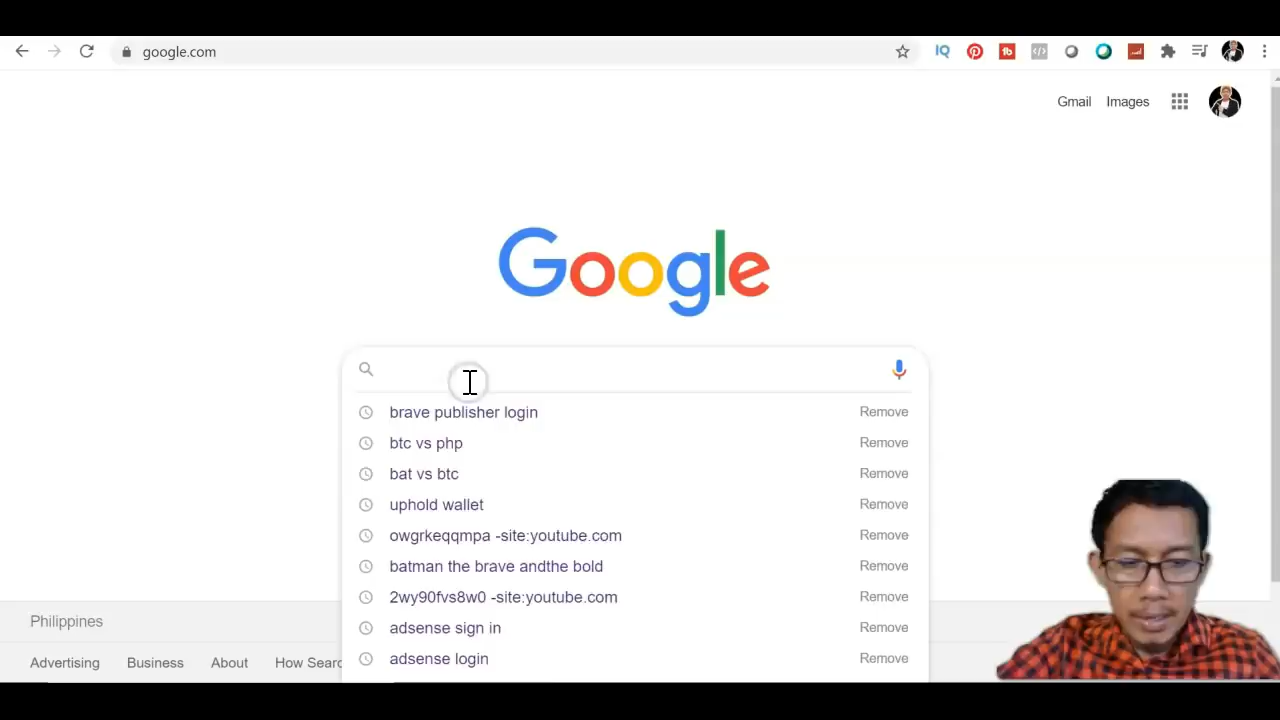 google.com
Gmail Images
Google
brave publisher login Remove
btc vs php Remove
bat vs btc Remove
uphold wallet Remove
owgrkeqqmpa -site:youtube.com Remove
batman the brave andthe bold Remove
2wy90fvs8w0 -site:youtube.com Remove
adsense sign in Remove
adsense login Remove
Philippines
Advertising Business About How Searc